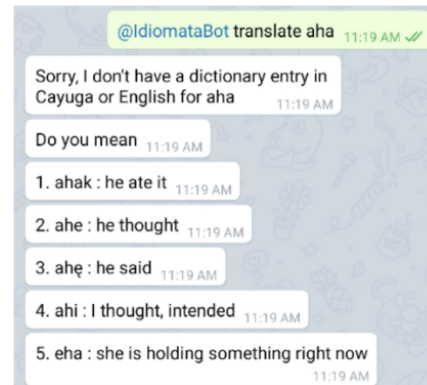 @IdiomataBot translate aha 11:19 AM
Sorry, I don't have a dictionary entry in
Cayuga or English for aha 11:19 AM
Do you mean 11:19 AM
1. ahak : he ate it 11:19 AM
2. ahe : he thought 11:19 AM
3. ahę : he said 11:19 AM
4. ahi : I thought, intended 11:19 AM
5. eha : she is holding something right now
11:19 AM